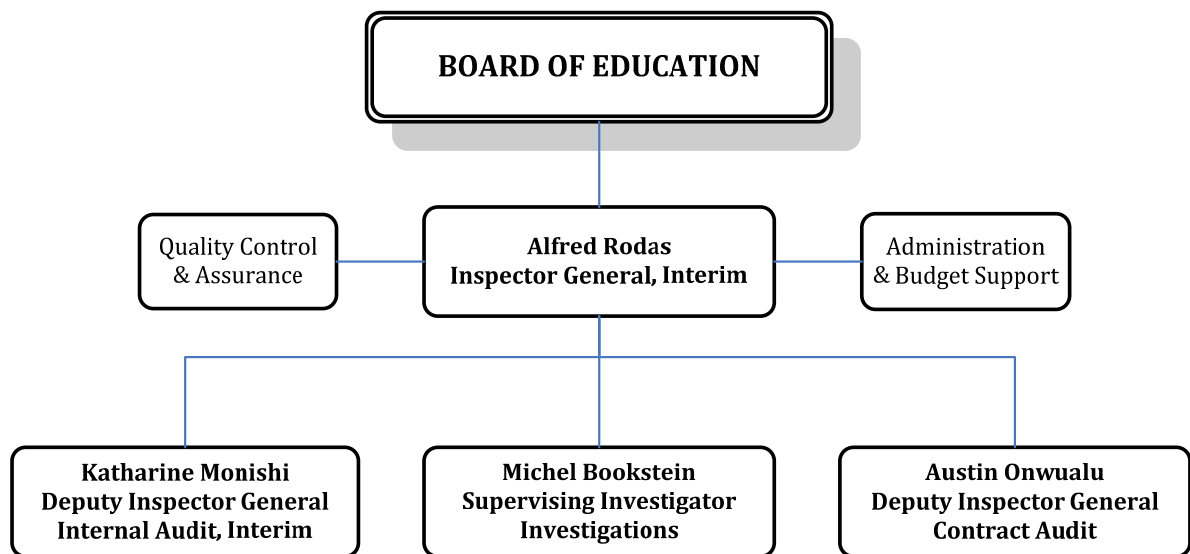 BOARD OF EDUCATION
Quality Control
& Assurance
Alfred Rodas
Inspector General, Interim
Administration
& Budget Support
Katharine Monishi
Deputy Inspector General
Internal Audit, Interim
Michel Bookstein
Supervising Investigator
Investigations
Austin Onwualu
Deputy Inspector General
Contract Audit